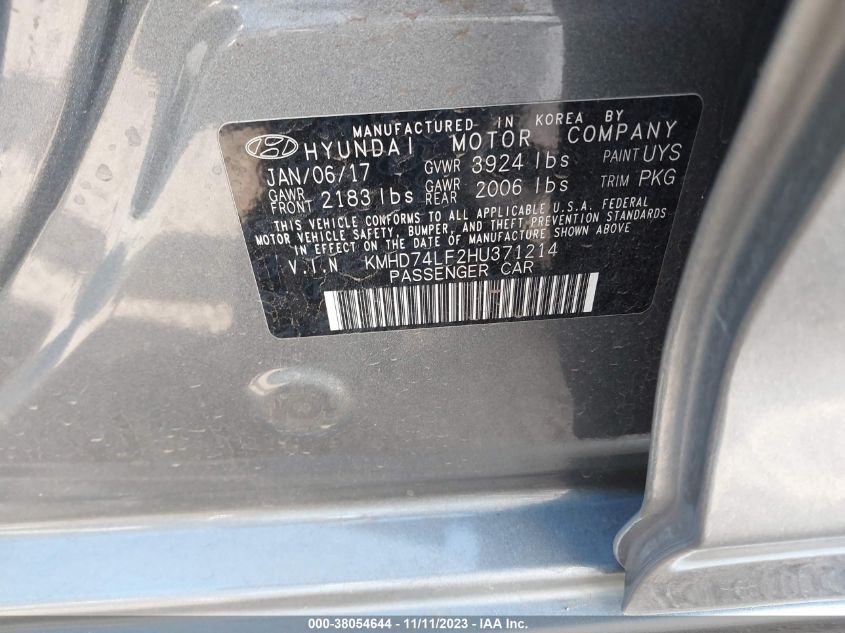 MANUFACTURED IN KOREA BY
HYUNDAI MOTOR COMPANY
JAN/06/17 GVWR 3924 lbs PAINT UYS
GAWR FRONT 2183 lbs GAWR REAR 2006 lbs TRIM PKG
THIS VEHICLE CONFORMS TO ALL APPLICABLE U.S.A. FEDERAL
MOTOR VEHICLE SAFETY, BUMPER, AND THEFT PREVENTION STANDARDS
IN EFFECT ON THE DATE OF MANUFACTURE SHOWN ABOVE
V.I.N KMHD74LF2HU371214
PASSENGER CAR
000-38054644 - 11/11/2023 - IAA Inc.